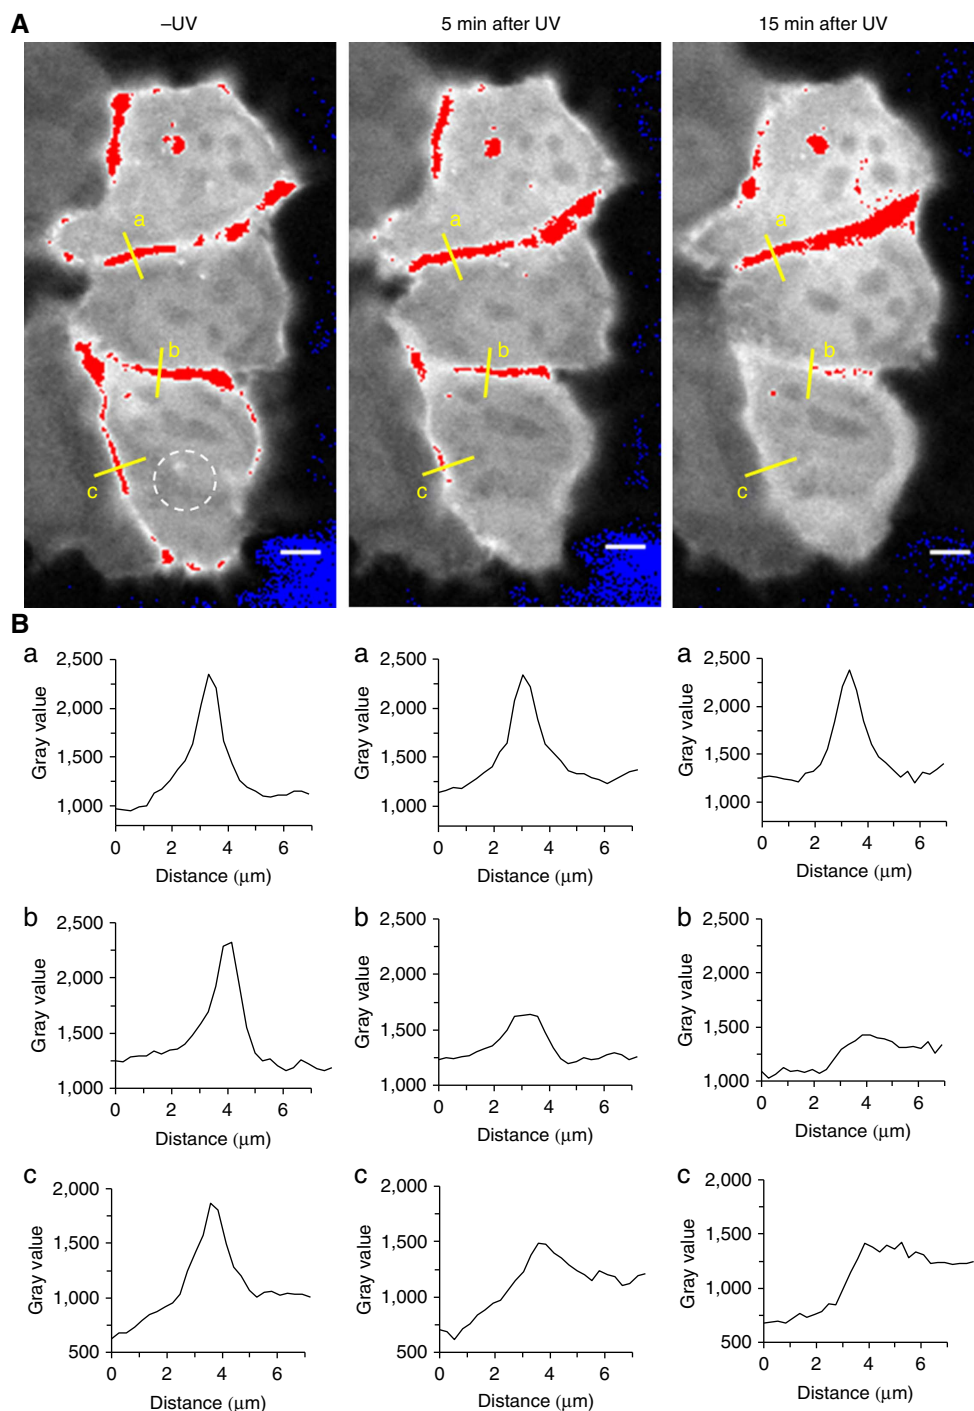 A
–UV
5 min after UV
15 min after UV
a
b
c
a
b
c
a
b
c
B
a
2,500
2,000
1,500
1,000
Gray value
0 2 4 6
Distance (μm)
a
2,500
2,000
1,500
1,000
Gray value
0 2 4 6
Distance (μm)
a
2,500
2,000
1,500
1,000
Gray value
0 2 4 6
Distance (μm)
b
2,500
2,000
1,500
1,000
Gray value
0 2 4 6
Distance (μm)
b
2,500
2,000
1,500
1,000
Gray value
0 2 4 6
Distance (μm)
b
2,500
2,000
1,500
1,000
Gray value
0 2 4 6
Distance (μm)
c
2,000
1,500
1,000
500
Gray value
0 2 4 6
Distance (μm)
c
2,000
1,500
1,000
500
Gray value
0 2 4 6
Distance (μm)
c
2,000
1,500
1,000
500
Gray value
0 2 4 6
Distance (μm)